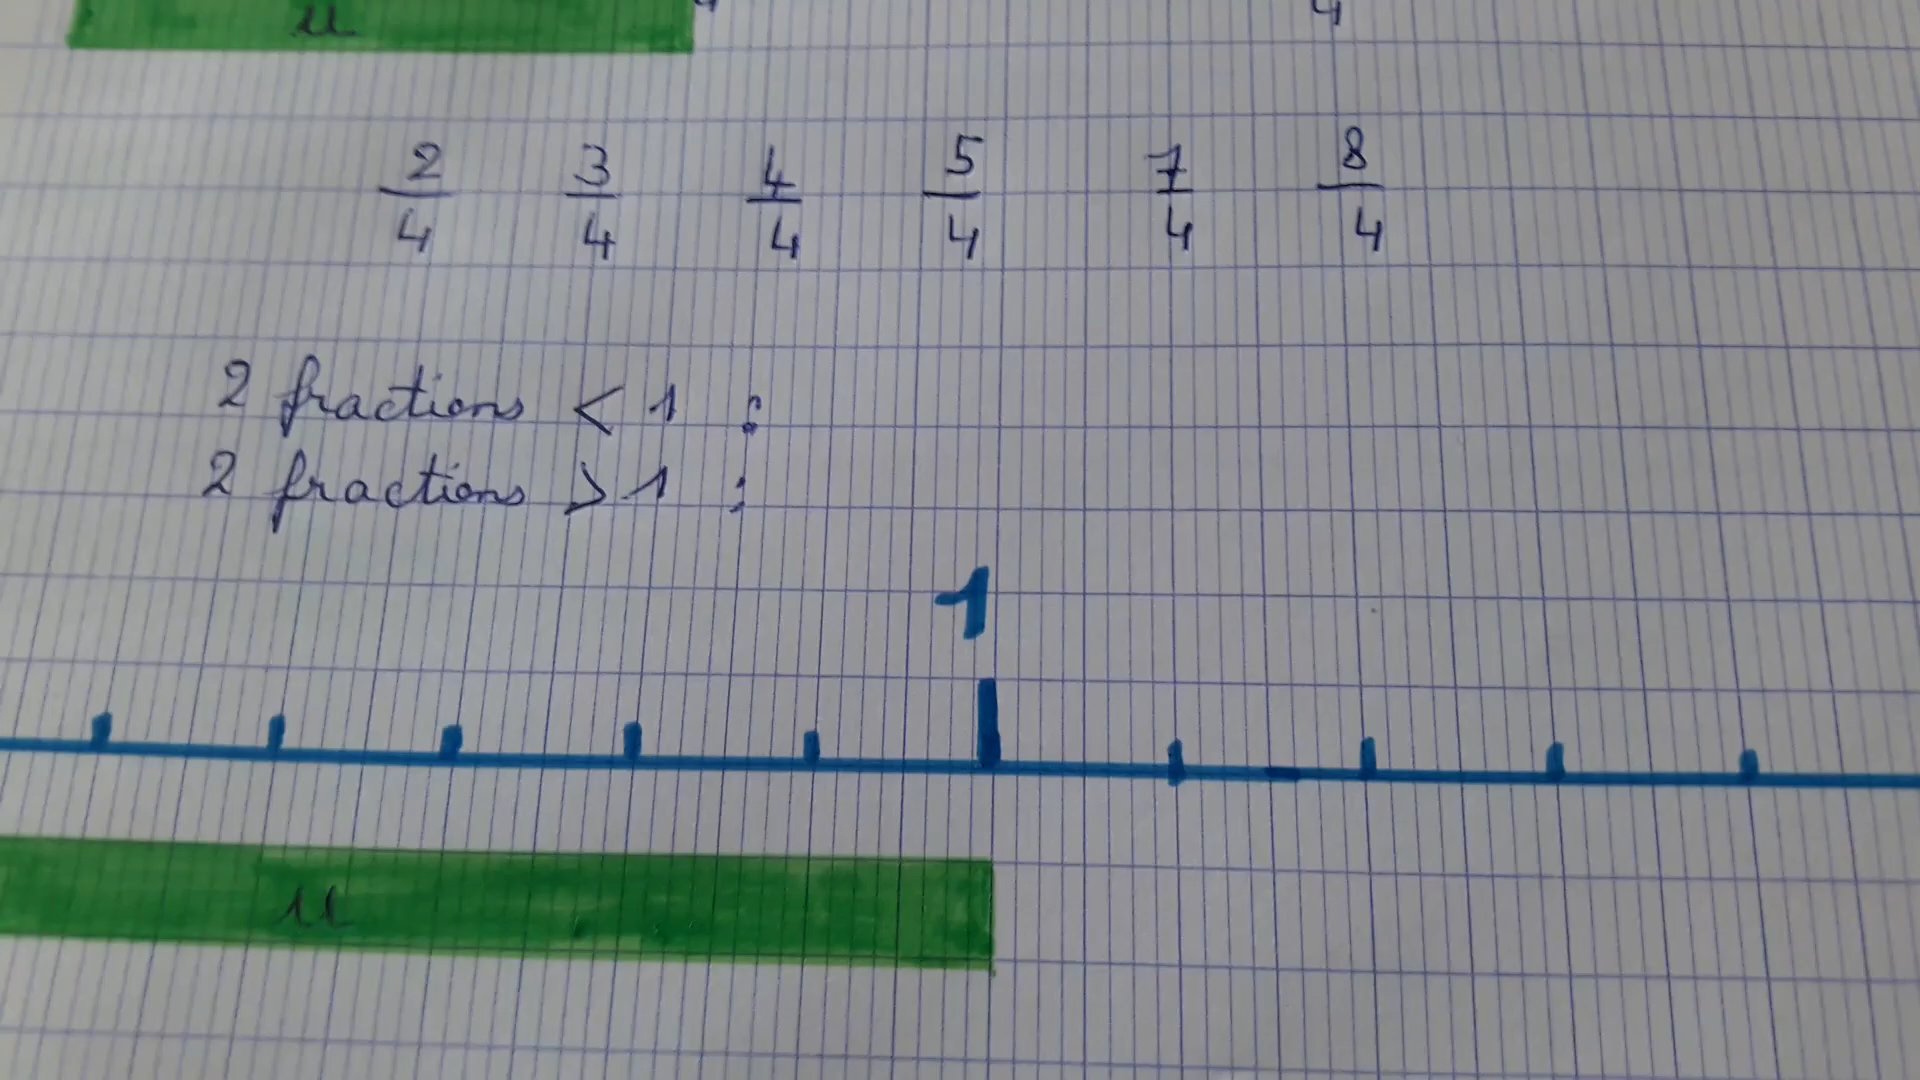 u 4
2/4 3/4 4/4 5/4 7/4 8/4
2 fractions < 1 :
2 fractions > 1 :
1
u